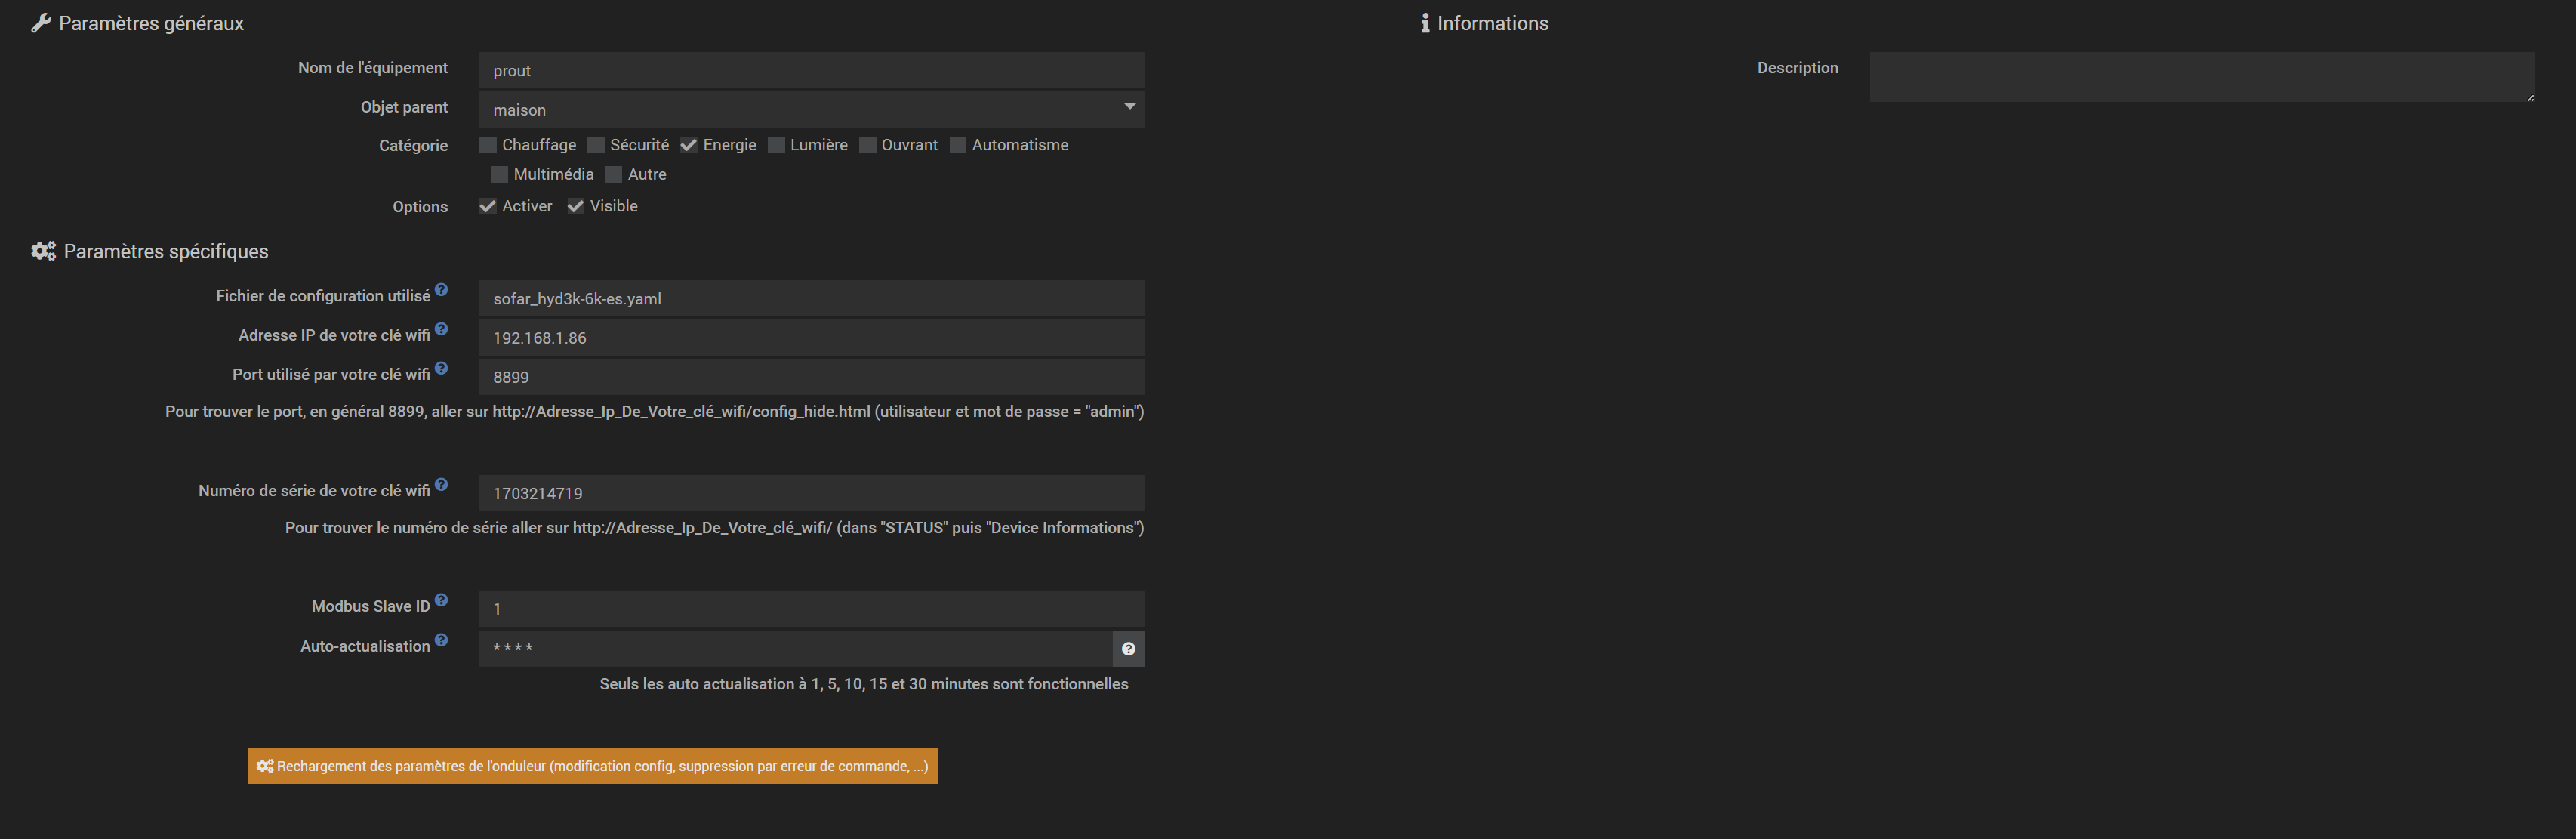 Paramètres généraux
Nom de l'équipement
prout
Objet parent
maison
Catégorie
Chauffage Sécurité Energie Lumière Ouvrant Automatisme
Multimédia Autre
Options
Activer Visible
Paramètres spécifiques
Fichier de configuration utilisé
sofar_hyd3k-6k-es.yaml
Adresse IP de votre clé wifi
192.168.1.86
Port utilisé par votre clé wifi
8899
Pour trouver le port, en général 8899, aller sur http://Adresse_Ip_De_Votre_clé_wifi/config_hide.html (utilisateur et mot de passe = "admin")
Numéro de série de votre clé wifi
1703214719
Pour trouver le numéro de série aller sur http://Adresse_Ip_De_Votre_clé_wifi/ (dans "STATUS" puis "Device Informations")
Modbus Slave ID
1
Auto-actualisation
* * * *
Seuls les auto actualisation à 1, 5, 10, 15 et 30 minutes sont fonctionnelles
Rechargement des paramètres de l'onduleur (modification config, suppression par erreur de commande, ...)
Informations
Description